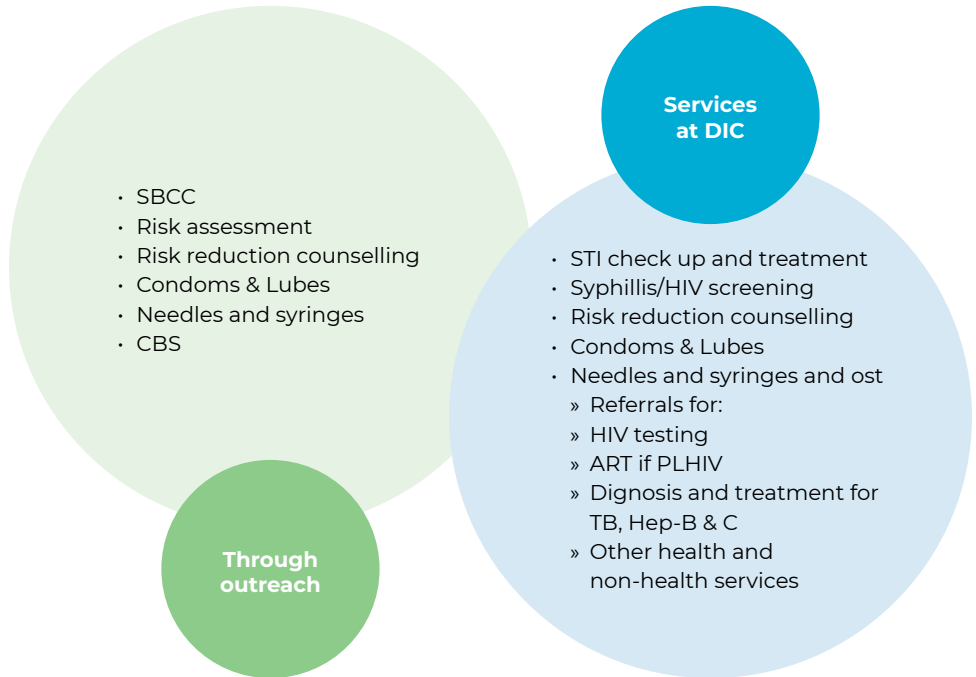 • SBCC
• Risk assessment
• Risk reduction counselling
• Condoms & Lubes
• Needles and syringes
• CBS
Through
outreach
Services
at DIC
• STI check up and treatment
• Syphillis/HIV screening
• Risk reduction counselling
• Condoms & Lubes
• Needles and syringes and ost
» Referrals for:
» HIV testing
» ART if PLHIV
» Dignosis and treatment for
TB, Hep-B & C
» Other health and
non-health services